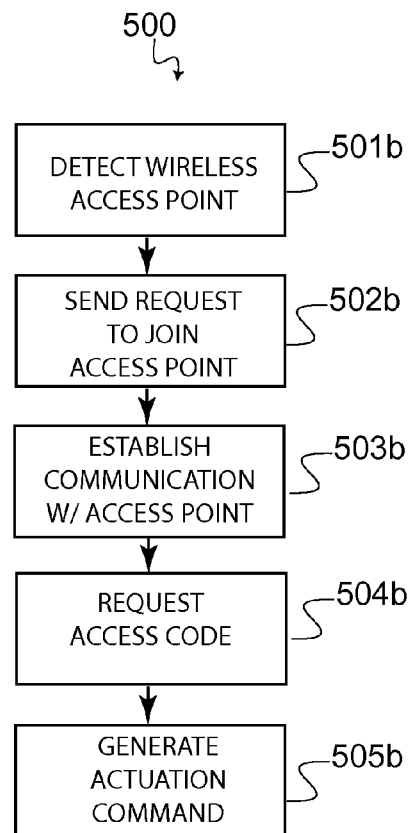 500
DETECT WIRELESS
ACCESS POINT
501b
SEND REQUEST
TO JOIN
ACCESS POINT
502b
ESTABLISH
COMMUNICATION
W/ ACCESS POINT
503b
REQUEST
ACCESS CODE
504b
GENERATE
ACTUATION
COMMAND
505b